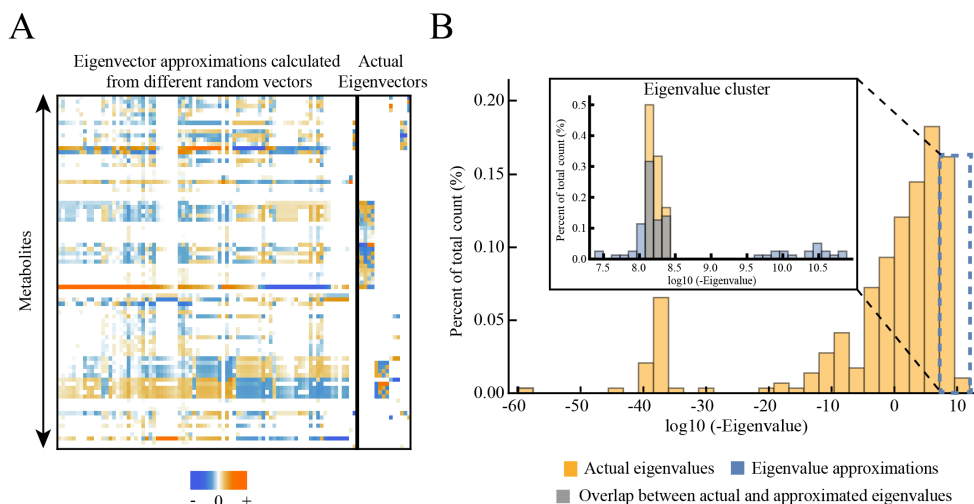 A
Eigenvector approximations calculated
from different random vectors
Actual
Eigenvectors
Metabolites
- 0 +
B
Percent of total count (%)
0.20
0.15
0.10
0.05
0.00
-60 -50 -40 -30 -20 -10 0 10
log10 (-Eigenvalue)
Eigenvalue cluster
Percent of total count (%)
0.5
0.4
0.3
0.2
0.1
0.0
7.5 8.0 8.5 9.0 9.5 10.0 10.5
log10 (-Eigenvalue)
Actual eigenvalues
Eigenvalue approximations
Overlap between actual and approximated eigenvalues